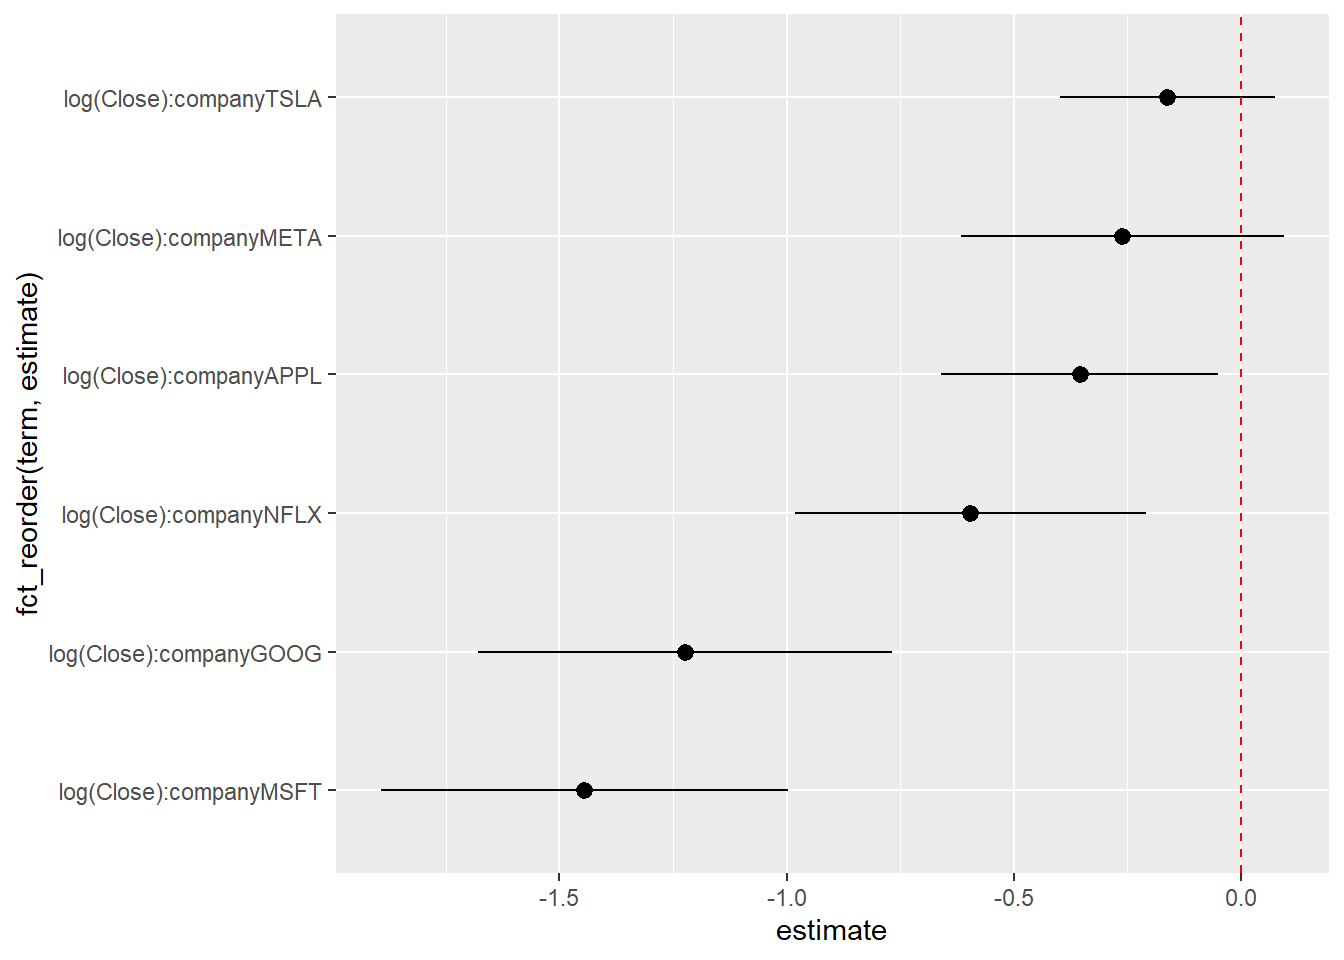 log(Close):companyTSLA
log(Close):companyMETA
log(Close):companyAPPL
log(Close):companyNFLX
log(Close):companyGOOG
log(Close):companyMSFT
fct_reorder(term, estimate)
-1.5 -1.0 -0.5 0.0
estimate